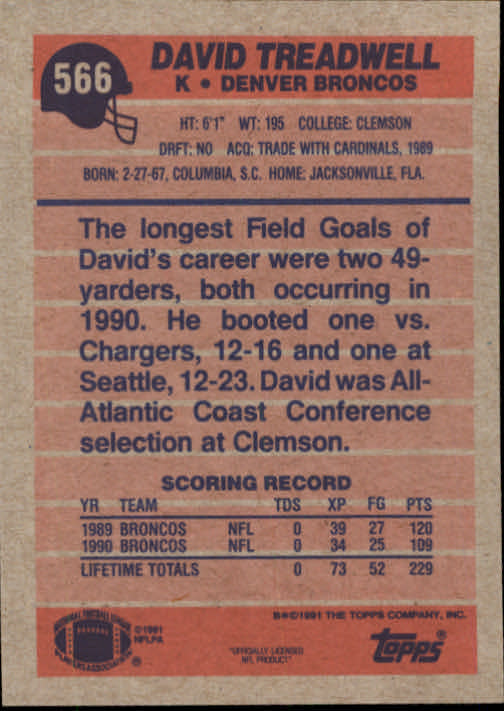 566
DAVID TREADWELL
K • DENVER BRONCOS
HT: 6'1" WT: 195 COLLEGE: CLEMSON
DRFT: NO ACQ: TRADE WITH CARDINALS, 1989
BORN: 2-27-67, COLUMBIA, S.C. HOME: JACKSONVILLE, FLA.
The longest Field Goals of
David's career were two 49-
yarders, both occurring in
1990. He booted one vs.
Chargers, 12-16 and one at
Seattle, 12-23. David was All-
Atlantic Coast Conference
selection at Clemson.
SCORING RECORD
YR TEAM TDS XP FG PTS
1989 BRONCOS NFL 0 39 27 120
1990 BRONCOS NFL 0 34 25 109
LIFETIME TOTALS 0 73 52 229
B*©1991 THE TOPPS COMPANY, INC.
NATIONAL FOOTBALL LEAGUE
PLAYERS ASSOCIATION
©1991
NFLPA
®
"OFFICIALLY LICENSED
NFL PRODUCT"
topps®